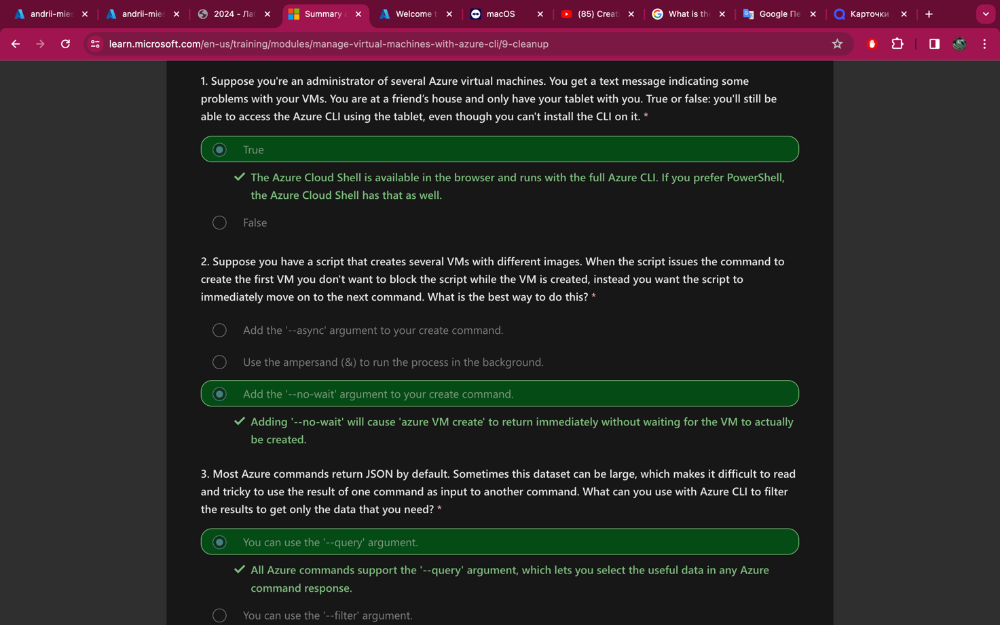 andrii-mies
andrii-mies
2024 - Ла
Summary a
Welcome t
macOS
(85) Creat
What is the
Google Пе
Карточки
learn.microsoft.com/en-us/training/modules/manage-virtual-machines-with-azure-cli/9-cleanup
1. Suppose you're an administrator of several Azure virtual machines. You get a text message indicating some
problems with your VMs. You are at a friend’s house and only have your tablet with you. True or false: you'll still be
able to access the Azure CLI using the tablet, even though you can't install the CLI on it. *
True
The Azure Cloud Shell is available in the browser and runs with the full Azure CLI. If you prefer PowerShell,
the Azure Cloud Shell has that as well.
False
2. Suppose you have a script that creates several VMs with different images. When the script issues the command to
create the first VM you don't want to block the script while the VM is created, instead you want the script to
immediately move on to the next command. What is the best way to do this? *
Add the '--async' argument to your create command.
Use the ampersand (&) to run the process in the background.
Add the '--no-wait' argument to your create command.
Adding '--no-wait' will cause 'azure VM create' to return immediately without waiting for the VM to actually
be created.
3. Most Azure commands return JSON by default. Sometimes this dataset can be large, which makes it difficult to read
and tricky to use the result of one command as input to another command. What can you use with Azure CLI to filter
the results to get only the data that you need? *
You can use the '--query' argument.
All Azure commands support the '--query' argument, which lets you select the useful data in any Azure
command response.
You can use the '--filter' argument.